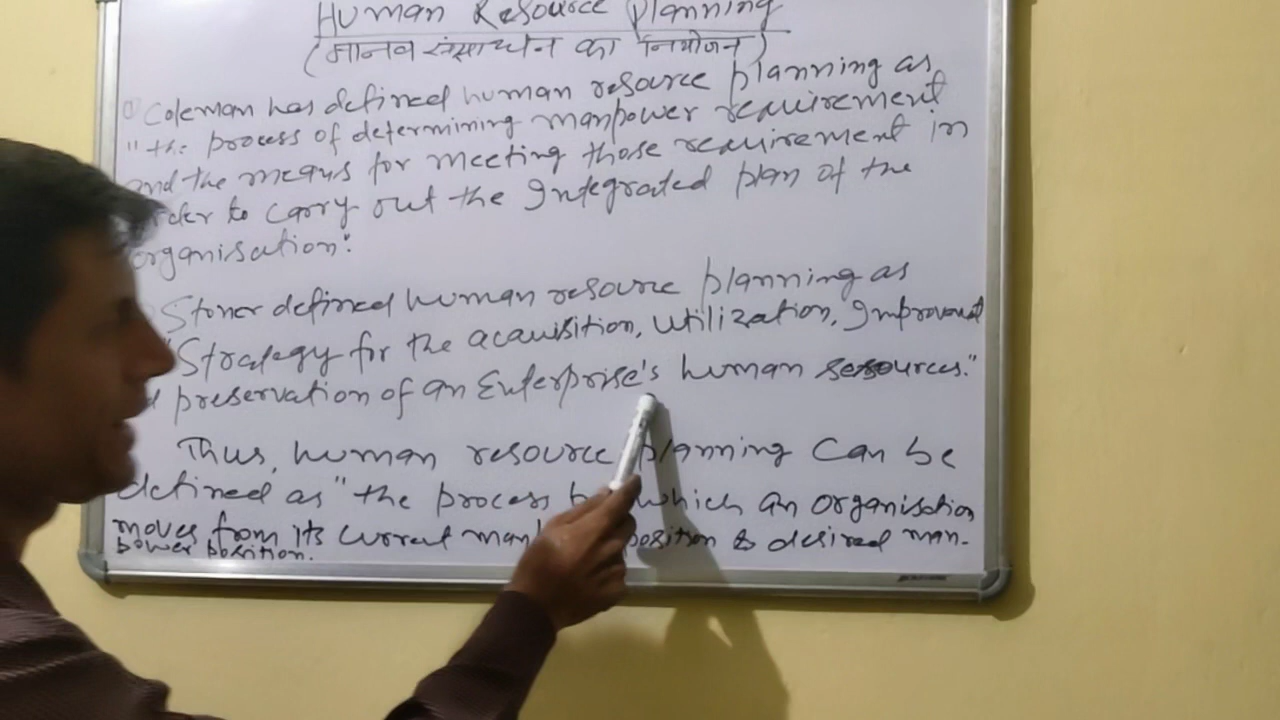 Human Resource Planning
(मानव संसाधन का नियोजन)
① Coleman has defined human resource planning as
"the process of determining manpower requirement
and the means for meeting those requirement in
order to carry out the Integrated plan of the
organisation".
Stoner defined human resource planning as
"Strategy for the acquisition, Utilization, Improvement
preservation of an Enterprise's human resources."
Thus, human resource planning can be
defined as "the process by which an organisation
moves from its current man position to desired man-
power position.